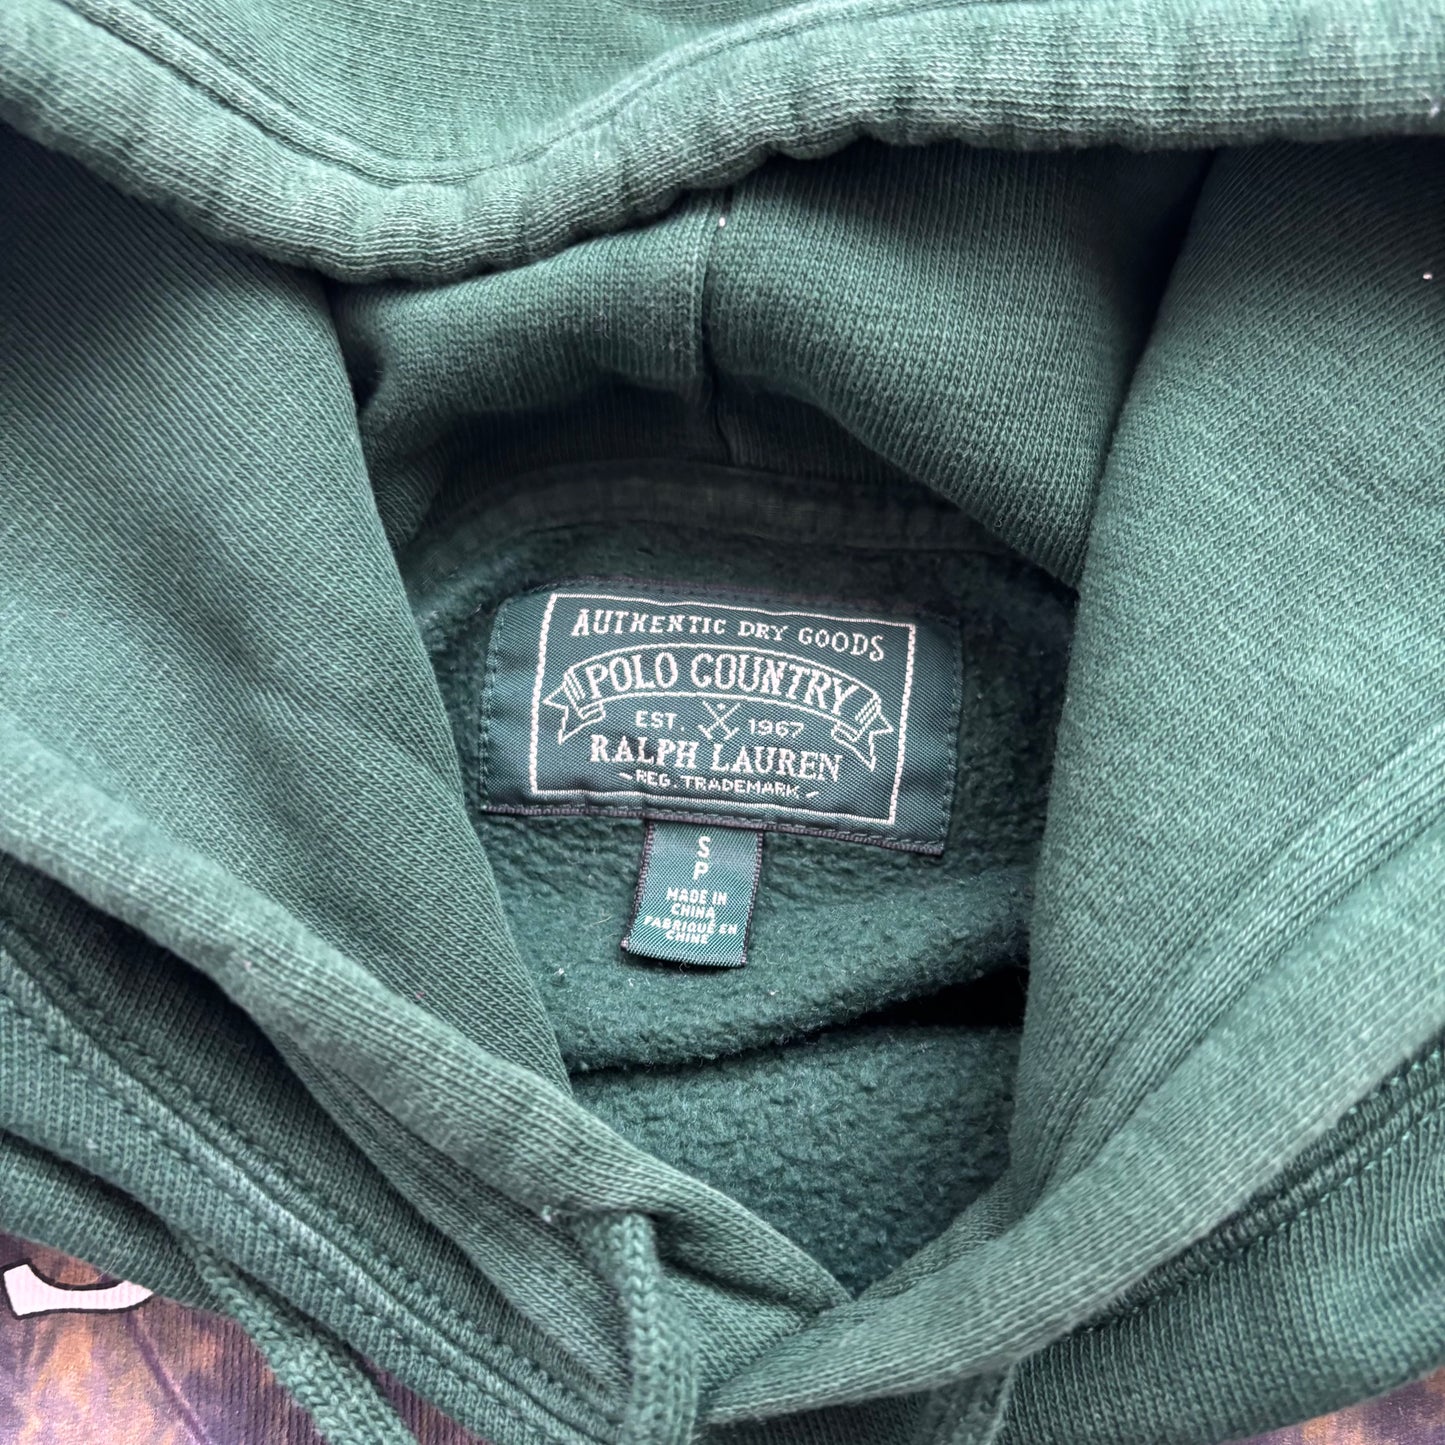 AUTHENTIC DRY GOODS
POLO COUNTRY
EST. 1967
RALPH LAUREN
REG. TRADEMARK
S
P
MADE IN
CHINA
FABRIQUÉ EN
CHINE